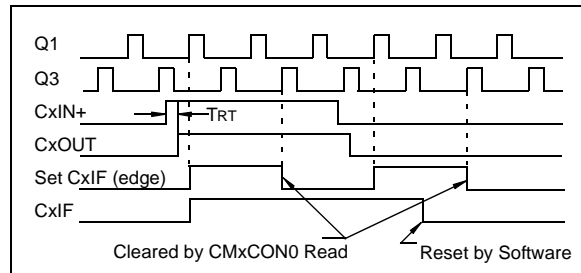 Q1
Q3
CxIN+
TRT
CxOUT
Set CxIF (edge)
CxIF
Cleared by CMxCON0 Read
Reset by Software